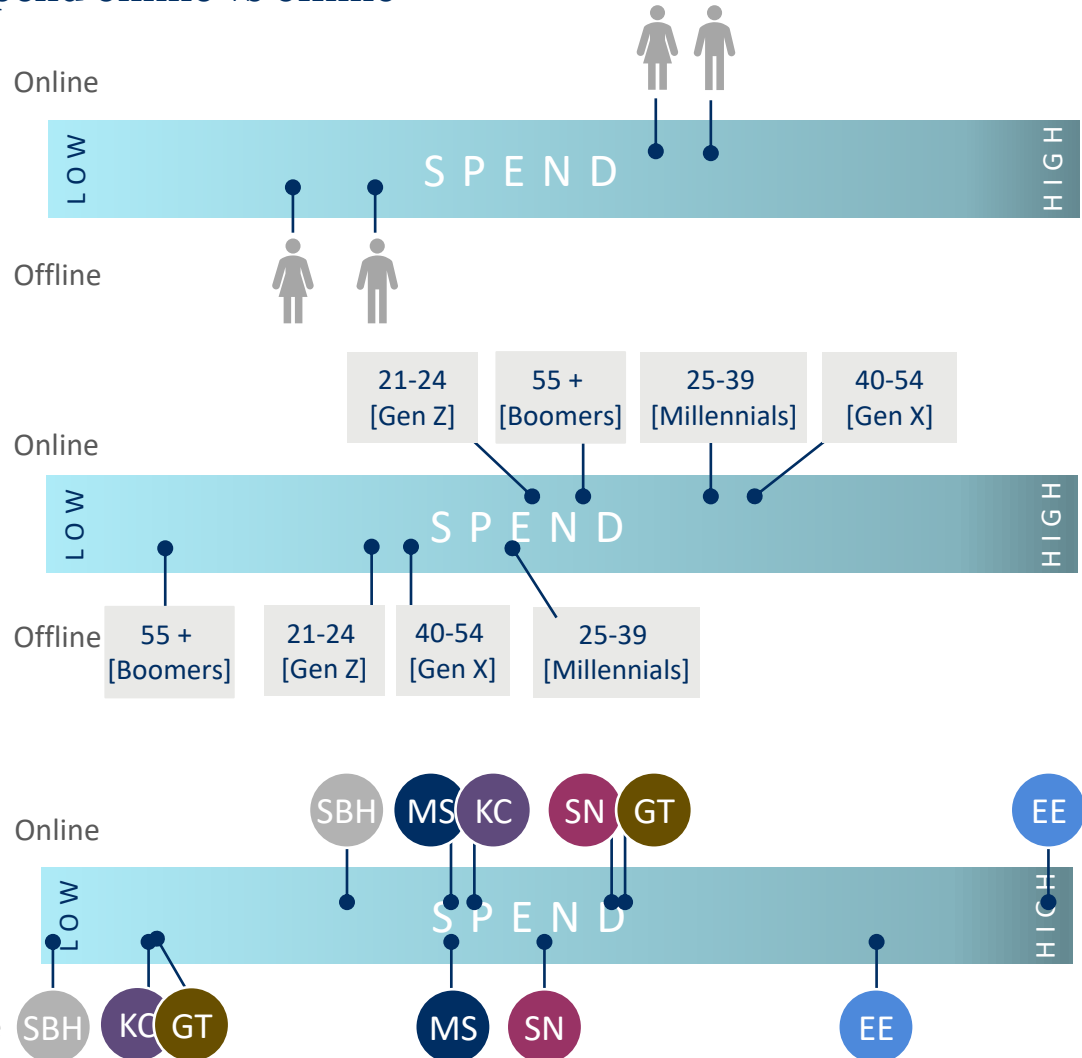 Online
LOW
SPEND
HIGH
Offline
21-24
[Gen Z]
55 +
[Boomers]
25-39
[Millennials]
40-54
[Gen X]
Online
LOW
SPEND
HIGH
Offline
55 +
[Boomers]
21-24
[Gen Z]
40-54
[Gen X]
25-39
[Millennials]
SBH
MS
KC
SN
GT
EE
Online
LOW
SPEND
HIGH
SBH
KC
GT
MS
SN
EE